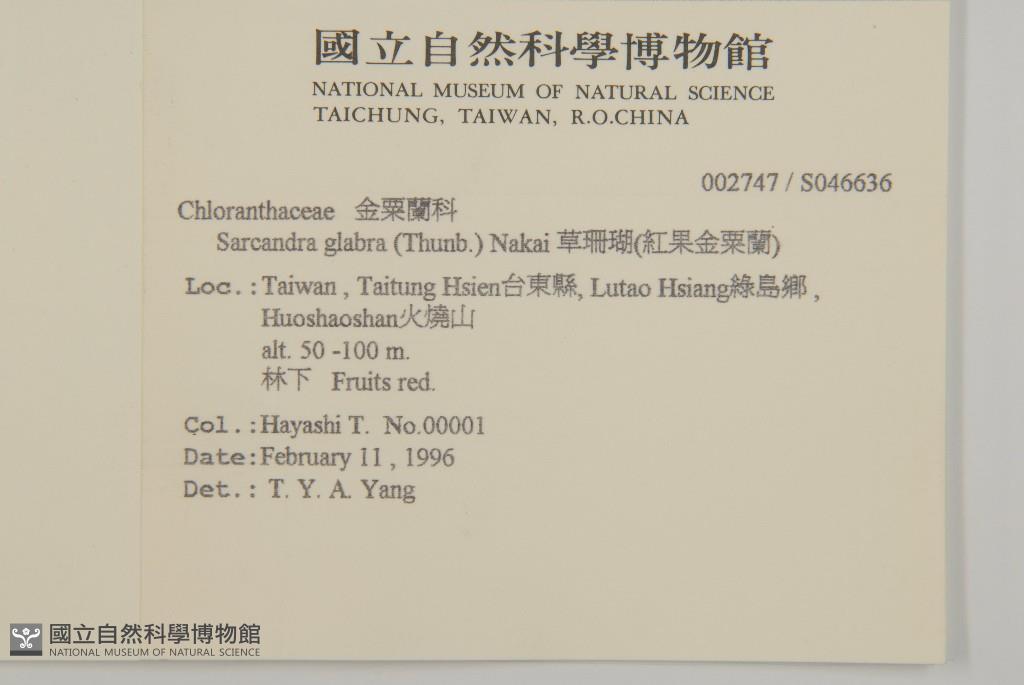 國立自然科學博物館
NATIONAL MUSEUM OF NATURAL SCIENCE
TAICHUNG, TAIWAN, R.O.CHINA
002747 / S046636
Chloranthaceae 金粟蘭科
Sarcandra glabra (Thunb.) Nakai 草珊瑚(紅果金粟蘭)
Loc.:Taiwan , Taitung Hsien台東縣, Lutao Hsiang綠島鄉 ,
Huoshaoshan火燒山
alt. 50 -100 m.
林下 Fruits red.
Col.:Hayashi T. No.00001
Date:February 11 , 1996
Det.: T. Y. A. Yang
國立自然科學博物館
NATIONAL MUSEUM OF NATURAL SCIENCE